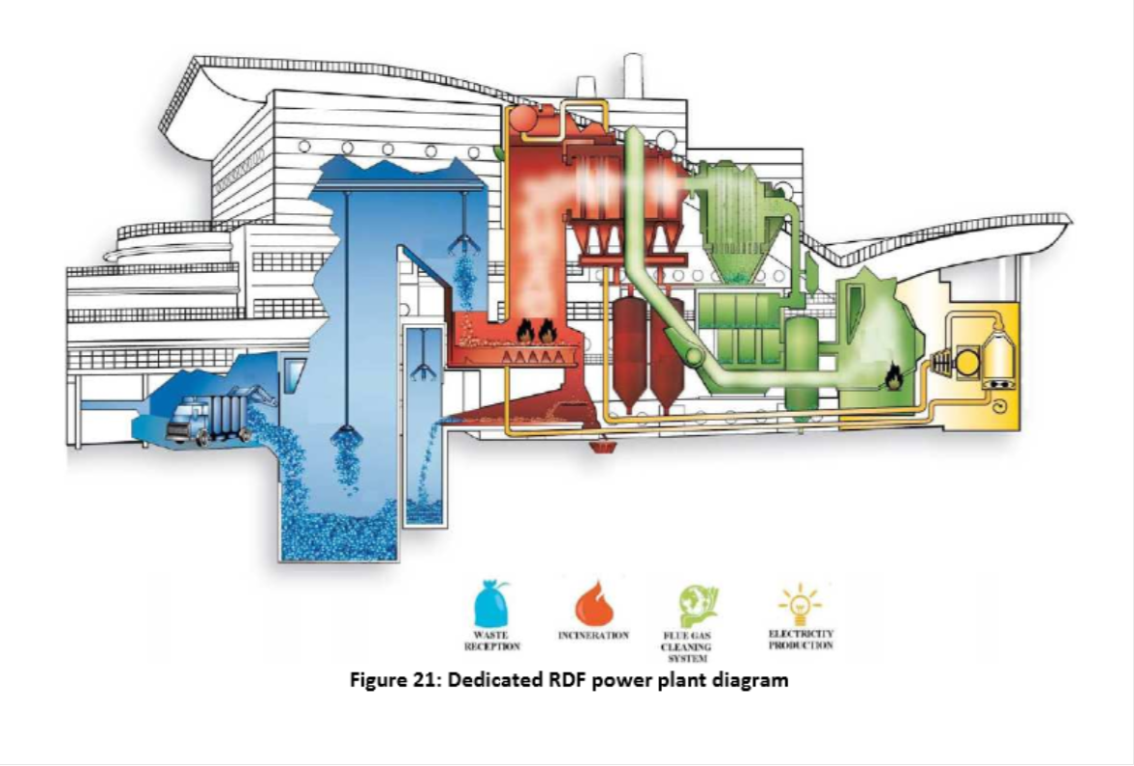 WASTE
RECEPTION
INCINERATION
FLUE GAS
CLEANING
SYSTEM
ELECTRICITY
PRODUCTION
Figure 21: Dedicated RDF power plant diagram